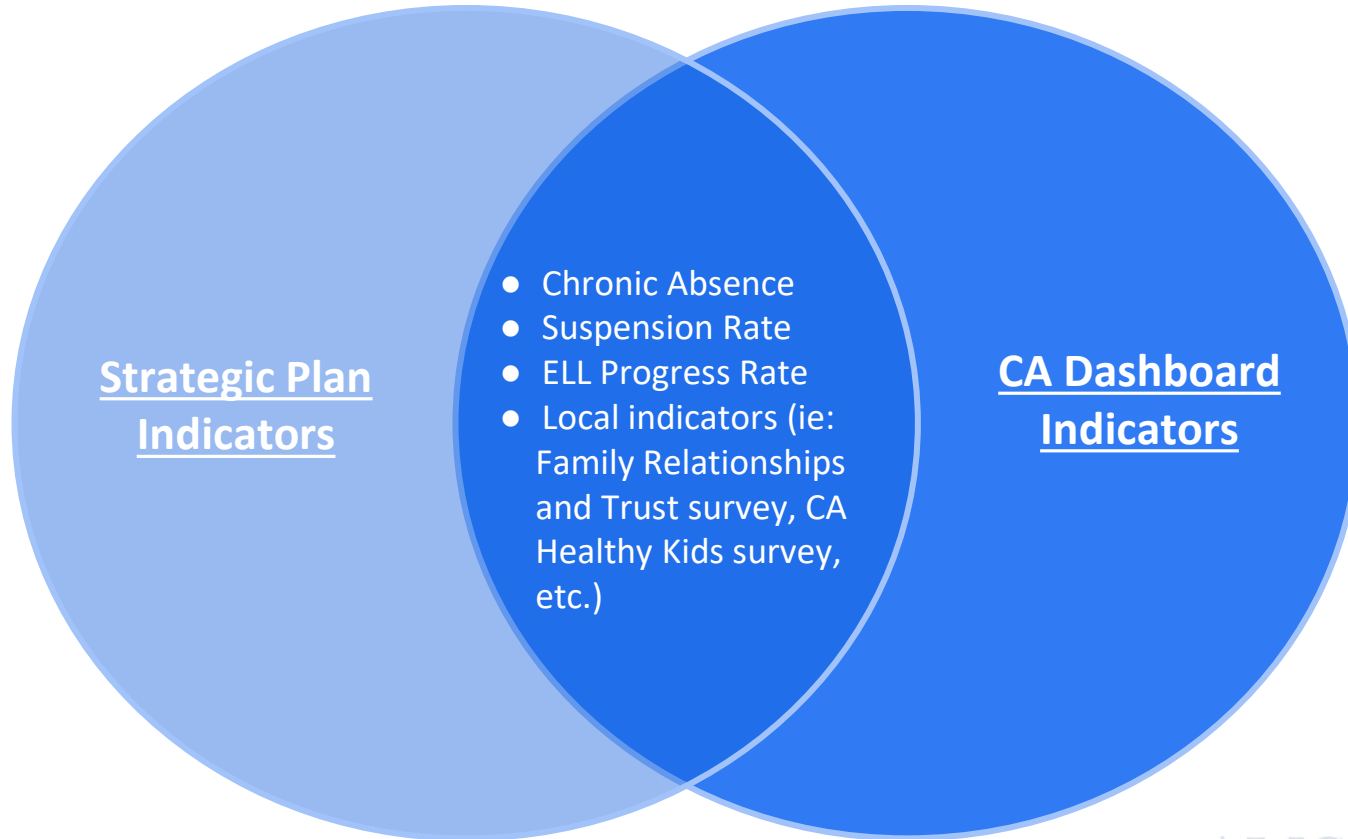 Strategic Plan
Indicators
● Chronic Absence
● Suspension Rate
● ELL Progress Rate
● Local indicators (ie:
Family Relationships
and Trust survey, CA
Healthy Kids survey,
etc.)
CA Dashboard
Indicators